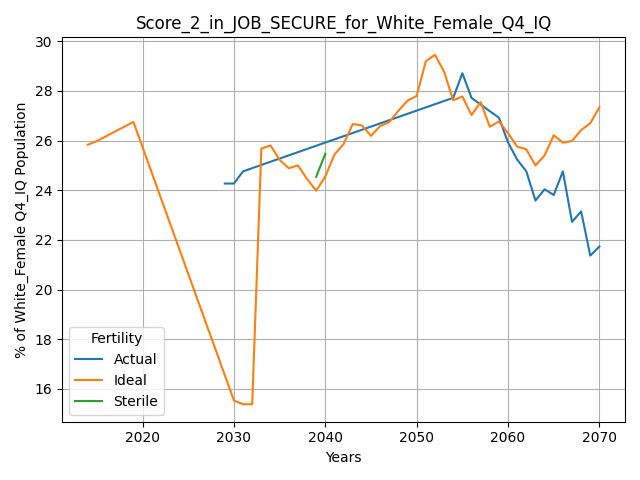 Score_2_in_JOB_SECURE_for_White_Female_Q4_IQ
% of White_Female Q4_IQ Population
30
28
26
24
22
20
18
16
Fertility
Actual
Ideal
Sterile
2020 2030 2040 2050 2060 2070
Years